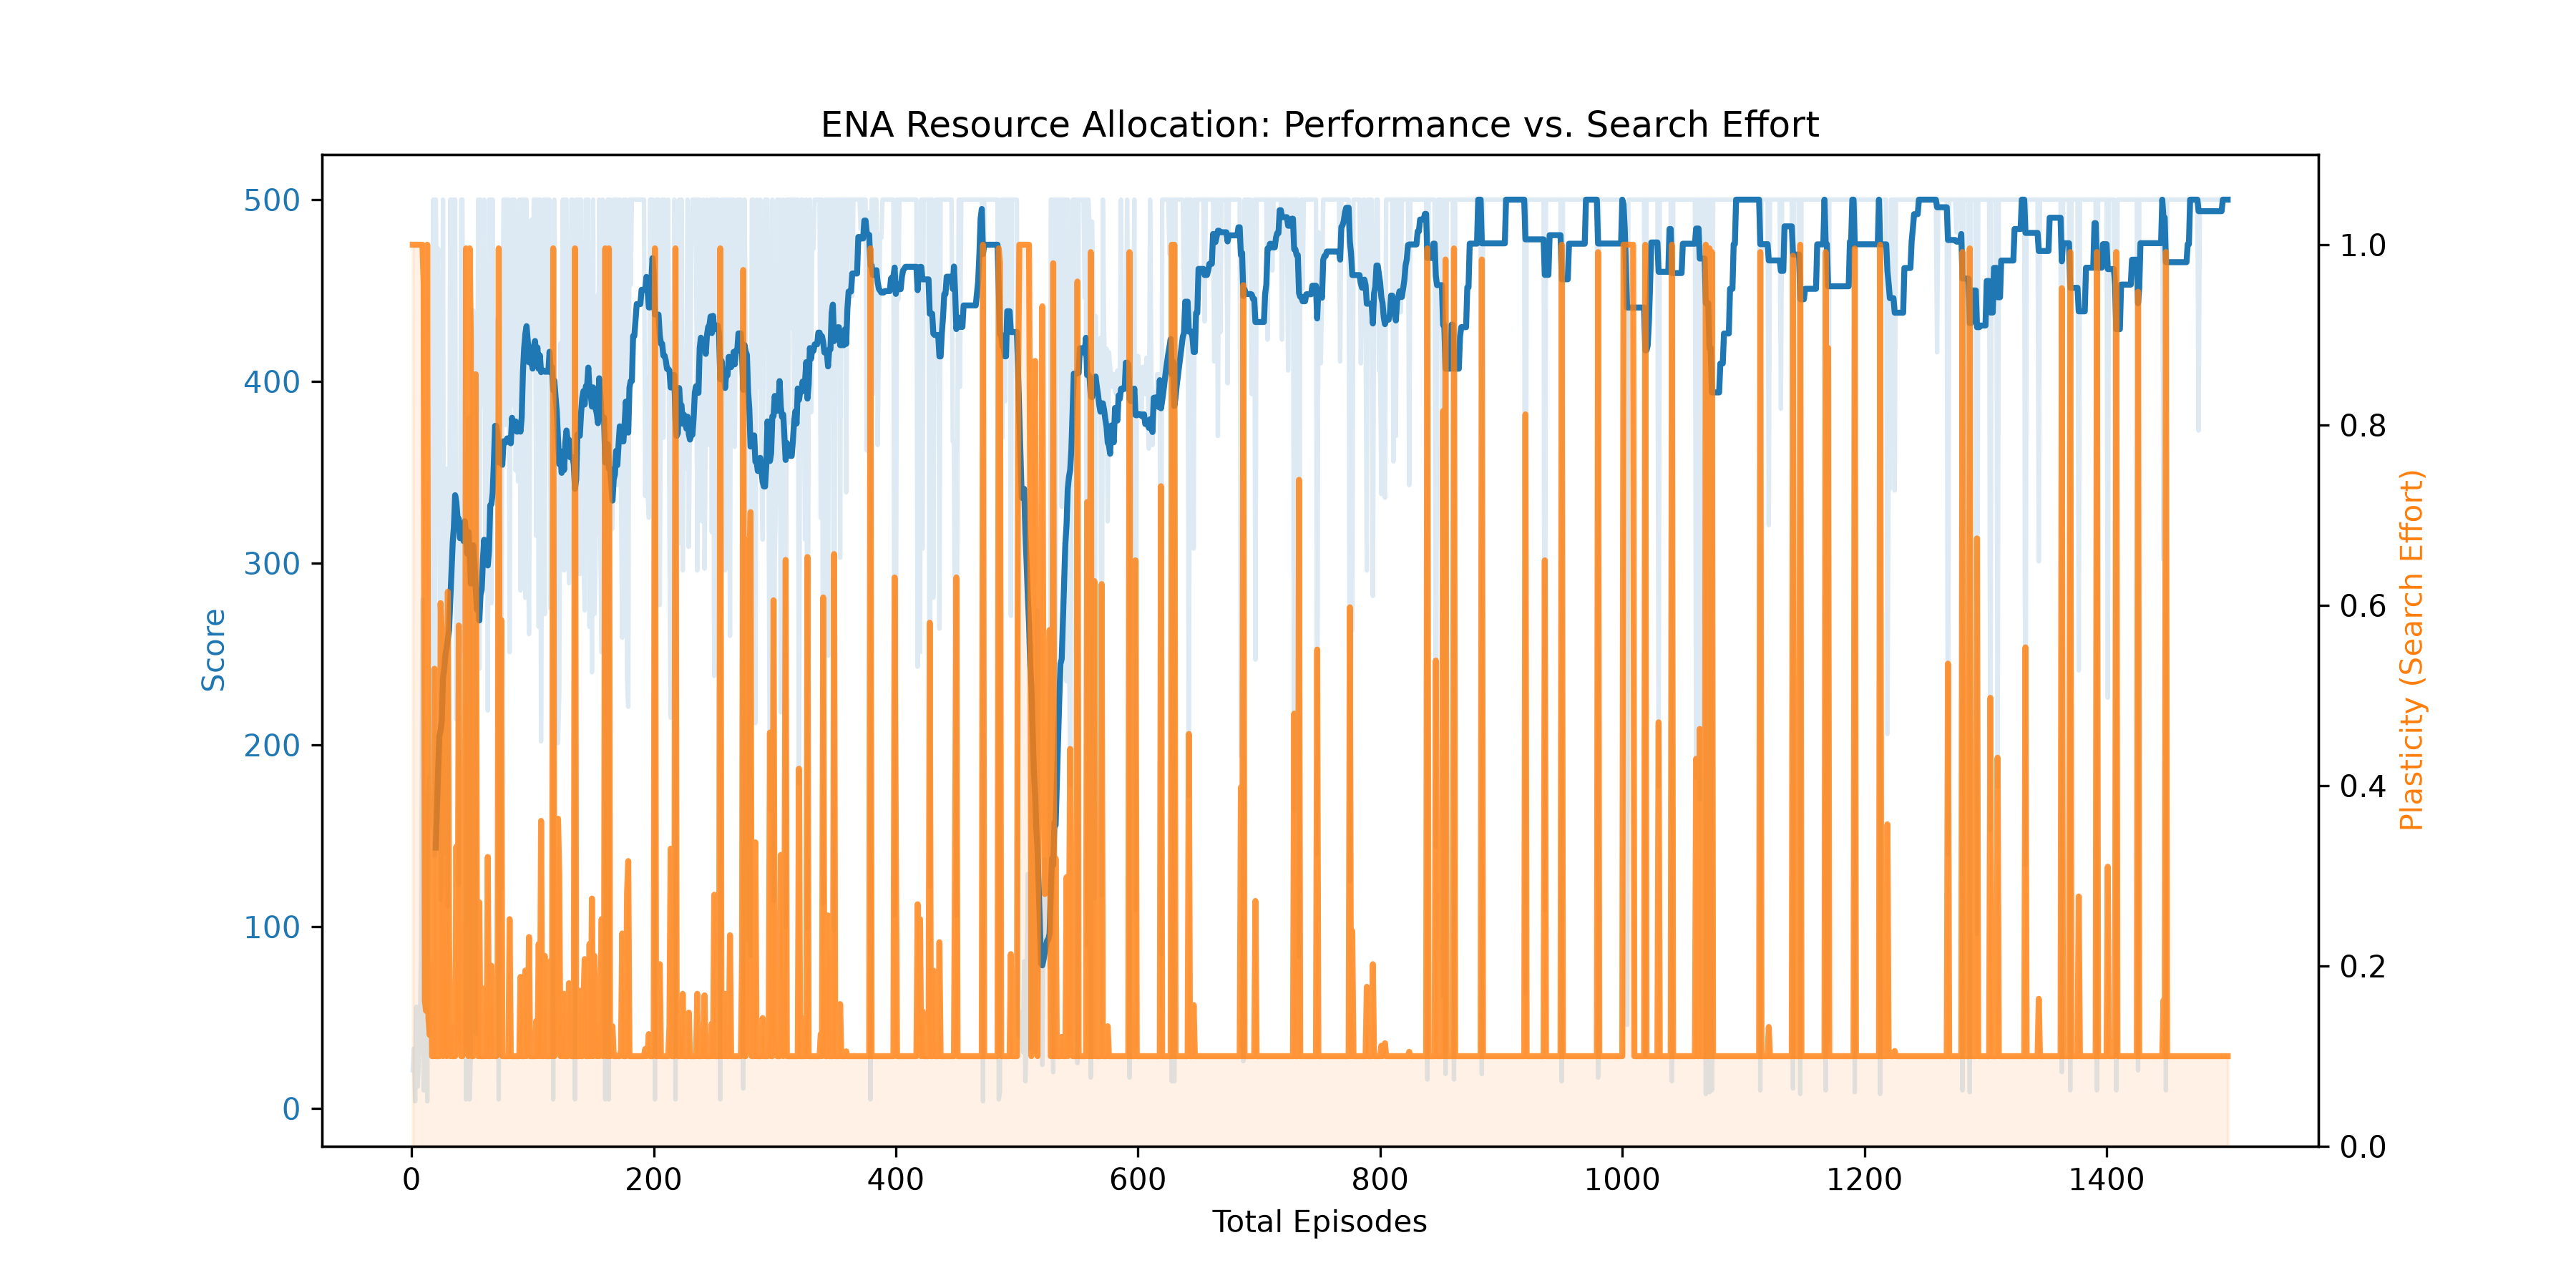 ENA Resource Allocation: Performance vs. Search Effort
500
400
300
200
100
0
Score
1.0
0.8
0.6
0.4
0.2
0.0
Plasticity (Search Effort)
0 200 400 600 800 1000 1200 1400
Total Episodes